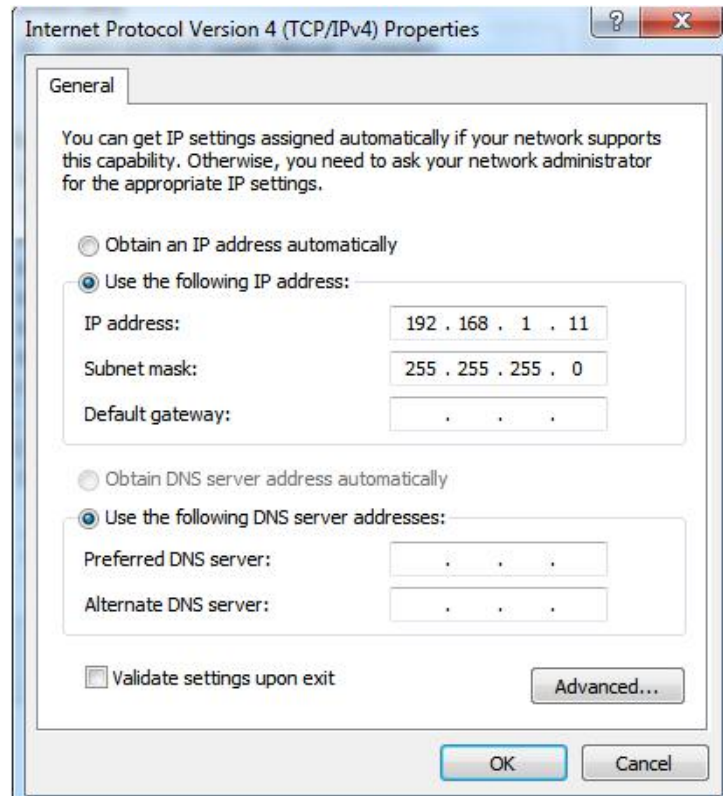 Internet Protocol Version 4 (TCP/IPv4) Properties
General
You can get IP settings assigned automatically if your network supports
this capability. Otherwise, you need to ask your network administrator
for the appropriate IP settings.
Obtain an IP address automatically
Use the following IP address:
IP address: 192 . 168 . 1 . 11
Subnet mask: 255 . 255 . 255 . 0
Default gateway: . . .
Obtain DNS server address automatically
Use the following DNS server addresses:
Preferred DNS server: . . .
Alternate DNS server: . . .
Validate settings upon exit
Advanced...
OK Cancel